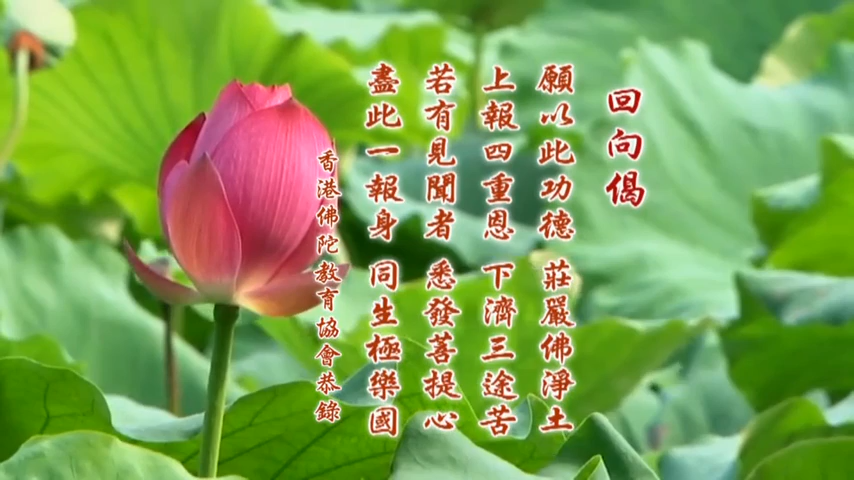 回向偈
願以此功德 莊嚴佛淨土
上報四重恩 下濟三途苦
若有見聞者 悉發菩提心
盡此一報身 同生極樂國
香港佛陀教育協會恭錄